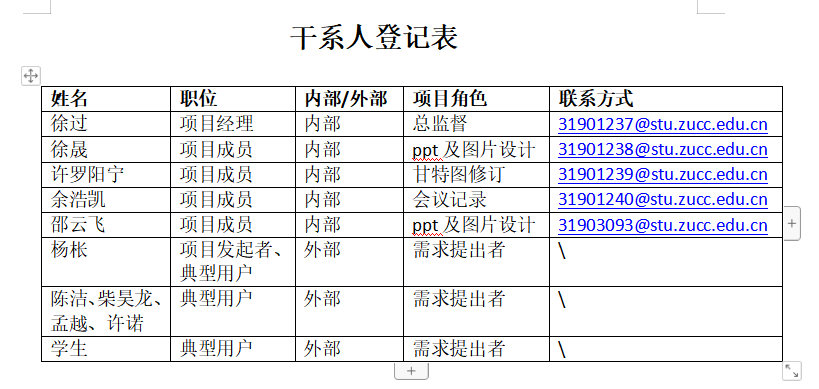 干系人登记表
姓名 职位 内部/外部 项目角色 联系方式
徐过 项目经理 内部 总监督 31901237@stu.zucc.edu.cn
徐晟 项目成员 内部 ppt 及图片设计 31901238@stu.zucc.edu.cn
许罗阳宁 项目成员 内部 甘特图修订 31901239@stu.zucc.edu.cn
余浩凯 项目成员 内部 会议记录 31901240@stu.zucc.edu.cn
邵云飞 项目成员 内部 ppt 及图片设计 31903093@stu.zucc.edu.cn
杨枨 项目发起者、 外部 需求提出者 \
典型用户
陈洁、柴昊龙、 典型用户 外部 需求提出者 \
孟越、许诺
学生 典型用户 外部 需求提出者 \